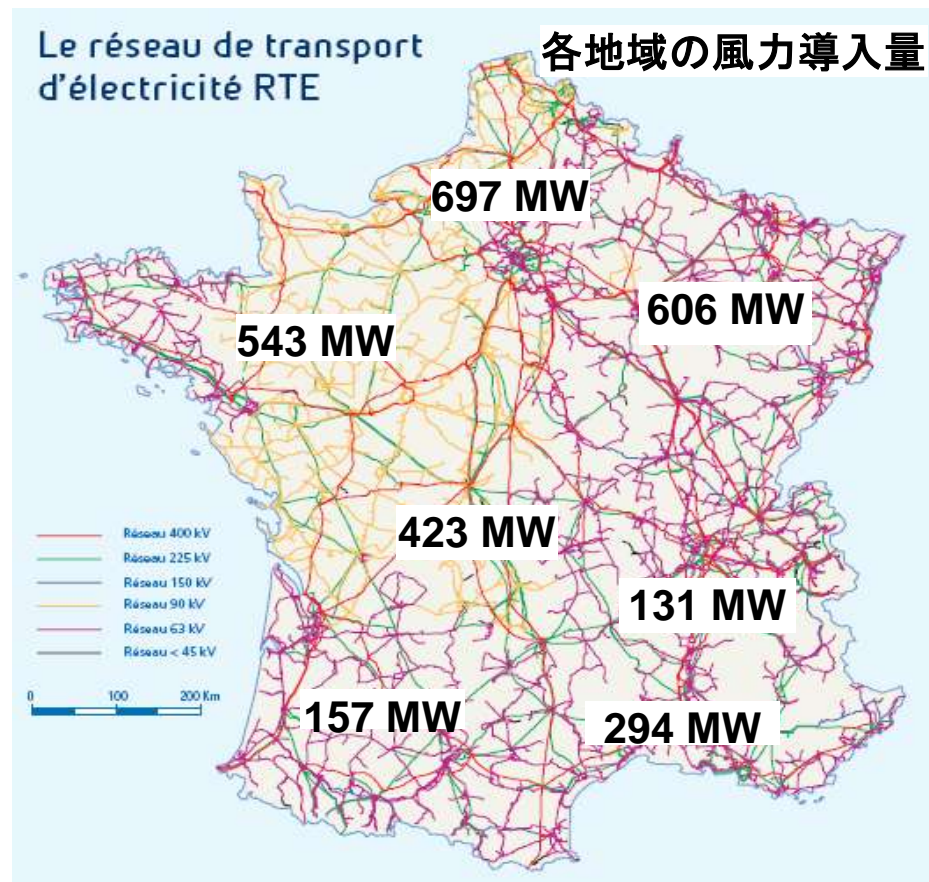 Le réseau de transport
d'électricité RTE
各地域の風力導入量
697 MW
606 MW
543 MW
423 MW
131 MW
157 MW
294 MW
Réseau 400 kV
Réseau 225 kV
Réseau 150 kV
Réseau 90 kV
Réseau 63 kV
Réseau < 45 kV
0 100 200 Km